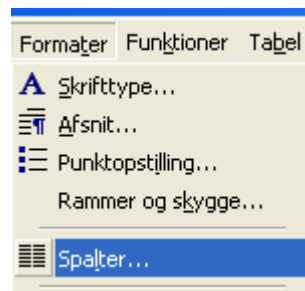 Formater Funktioner Tabel
Skrifttype...
Afsnit...
Punktopstilling...
Rammer og skygge...
Spalter...